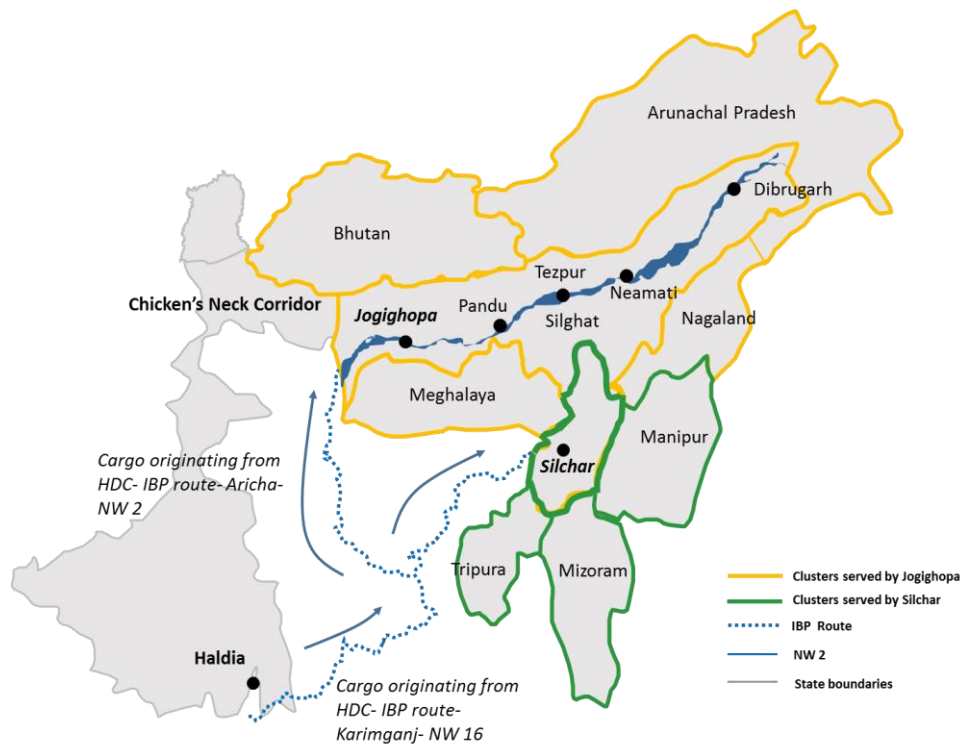 Arunachal Pradesh
Dibrugarh
Bhutan
Tezpur
Neamati
Chicken's Neck Corridor
Pandu
Jogighopa
Silghat
Nagaland
Meghalaya
Manipur
Cargo originating from
HDC- IBP route- Aricha-
NW 2
Silchar
Tripura
Mizoram
Clusters served by Jogighopa
Clusters served by Silchar
IBP Route
NW 2
State boundaries
Haldia
Cargo originating from
HDC- IBP route-
Karimganj- NW 16